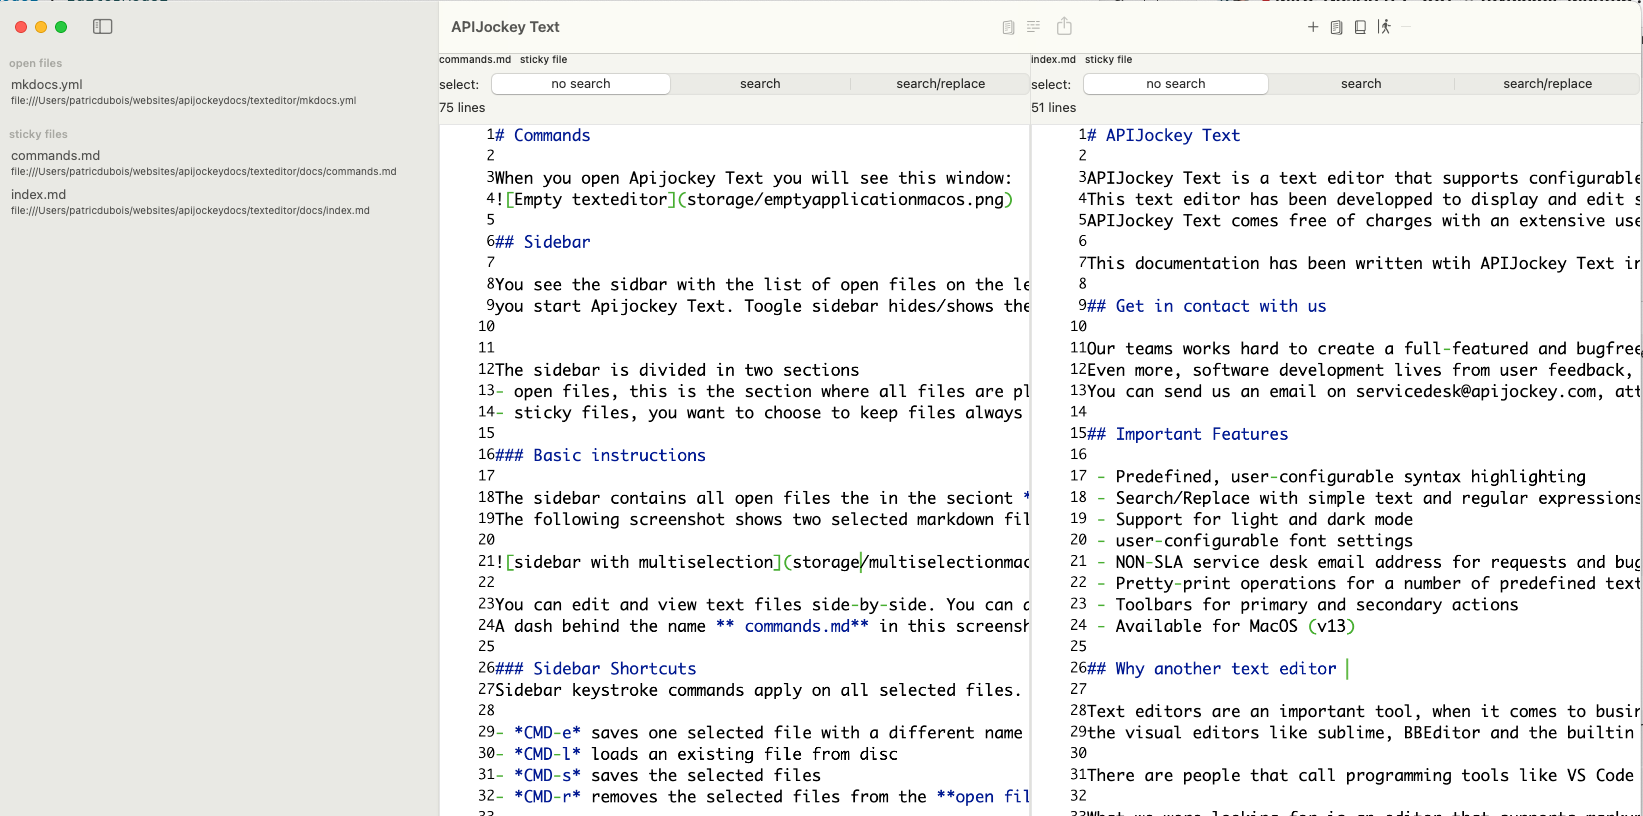 APIJockey Text
open files
mkdocs.yml
file:///Users/patricdubois/websites/apijockeydocs/texteditor/mkdocs.yml
sticky files
commands.md
file:///Users/patricdubois/websites/apijockeydocs/texteditor/docs/commands.md
index.md
file:///Users/patricdubois/websites/apijockeydocs/texteditor/docs/index.md
commands.md sticky file
select: no search search search/replace
75 lines
1# Commands
2
3When you open Apijockey Text you will see this window:
4![Empty texteditor](storage/emptyapplicationmacos.png)
5
6## Sidebar
7
8You see the sidbar with the list of open files on the le
9you start Apijockey Text. Toogle sidebar hides/shows the
10
11
12The sidebar is divided in two sections
13- open files, this is the section where all files are pl
14- sticky files, you want to choose to keep files always
15
16### Basic instructions
17
18The sidebar contains all open files the in the seciont *
19The following screenshot shows two selected markdown fil
20
21![sidebar with multiselection](storage/multiselectionmac
22
23You can edit and view text files side-by-side. You can a
24A dash behind the name ** commands.md** in this screensh
25
26### Sidebar Shortcuts
27Sidebar keystroke commands apply on all selected files.
28
29- *CMD-e* saves one selected file with a different name
30- *CMD-l* loads an existing file from disc
31- *CMD-s* saves the selected files
32- *CMD-r* removes the selected files from the **open fil
33
index.md sticky file
select: no search search search/replace
51 lines
1# APIJockey Text
2
3APIJockey Text is a text editor that supports configurable
4This text editor has been developped to display and edit s
5APIJockey Text comes free of charges with an extensive use
6
7This documentation has been written wtih APIJockey Text in
8
9## Get in contact with us
10
11Our teams works hard to create a full-featured and bugfree
12Even more, software development lives from user feedback,
13You can send us an email on servicedesk@apijockey.com, att
14
15## Important Features
16
17 - Predefined, user-configurable syntax highlighting
18 - Search/Replace with simple text and regular expressions
19 - Support for light and dark mode
20 - user-configurable font settings
21 - NON-SLA service desk email address for requests and bug
22 - Pretty-print operations for a number of predefined text
23 - Toolbars for primary and secondary actions
24 - Available for MacOS (v13)
25
26## Why another text editor
27
28Text editors are an important tool, when it comes to busin
29the visual editors like sublime, BBEditor and the builtin
30
31There are people that call programming tools like VS Code
32